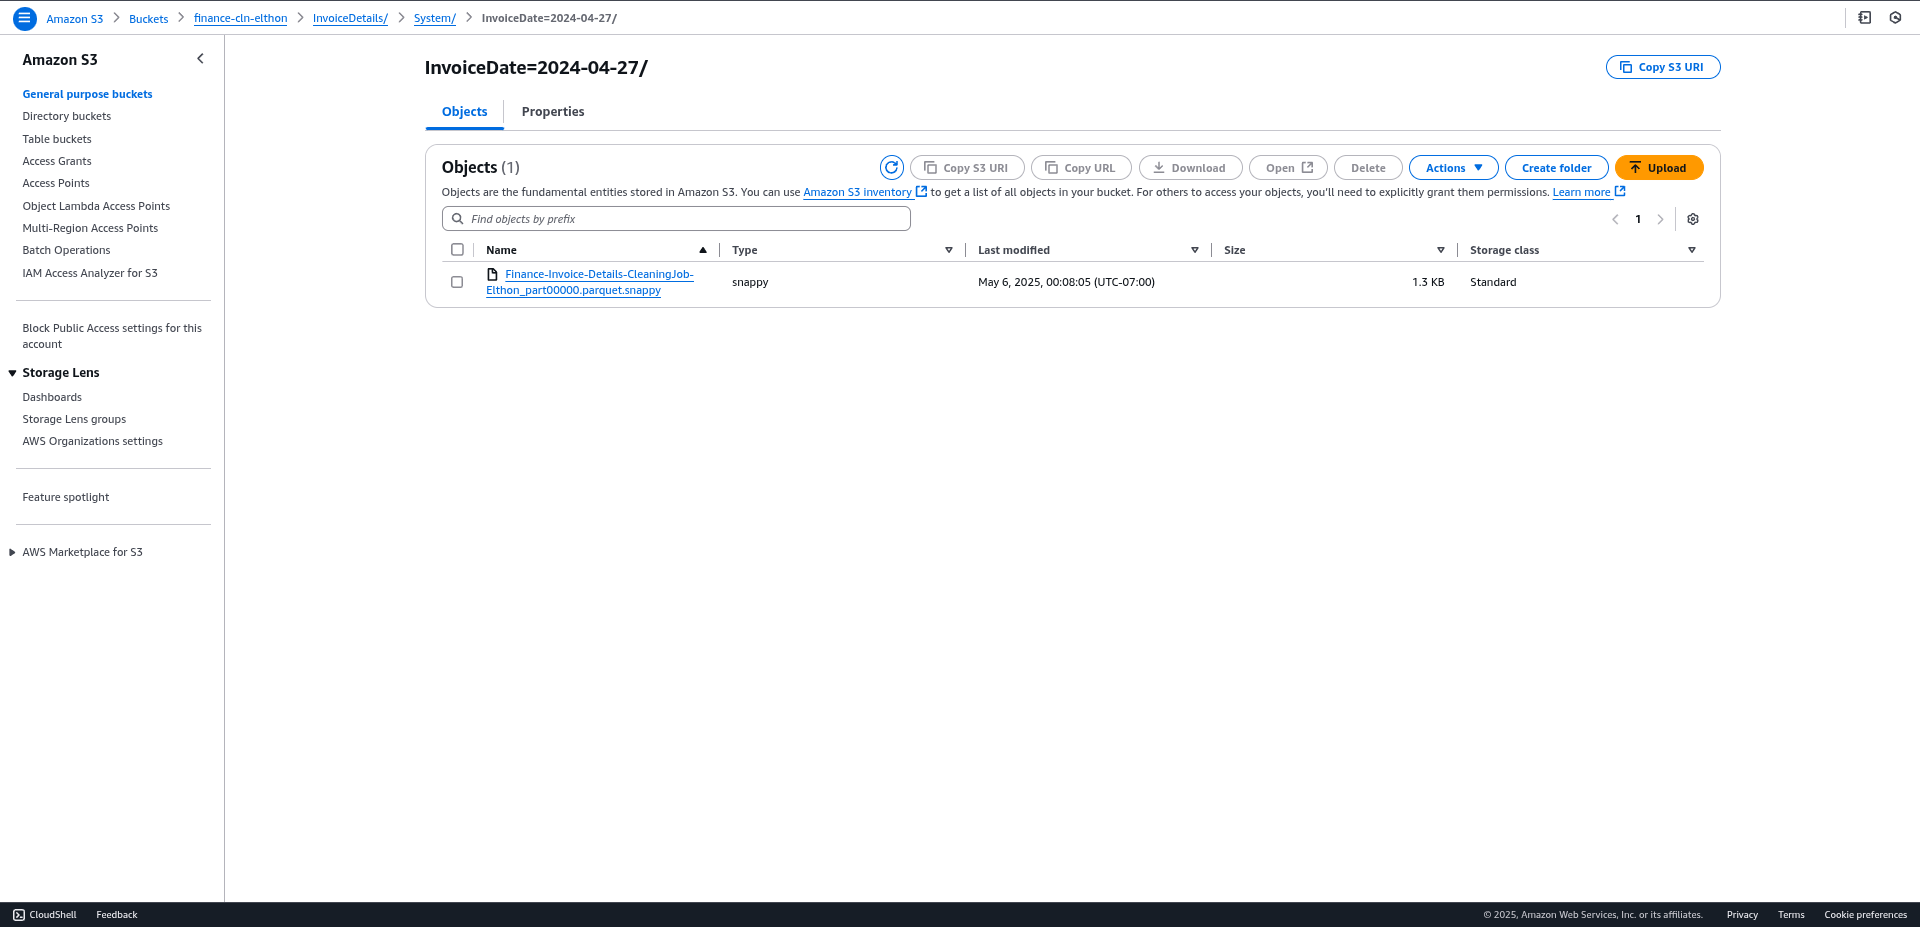 Amazon S3 > Buckets > finance-cln-elthon > InvoiceDetails/ > System/ > InvoiceDate=2024-04-27/
Amazon S3
General purpose buckets
Directory buckets
Table buckets
Access Grants
Access Points
Object Lambda Access Points
Multi-Region Access Points
Batch Operations
IAM Access Analyzer for S3
Block Public Access settings for this
account
Storage Lens
Dashboards
Storage Lens groups
AWS Organizations settings
Feature spotlight
AWS Marketplace for S3
InvoiceDate=2024-04-27/
Copy S3 URI
Objects Properties
Objects (1)
Copy S3 URI Copy URL Download Open Delete Actions Create folder Upload
Objects are the fundamental entities stored in Amazon S3. You can use Amazon S3 inventory to get a list of all objects in your bucket. For others to access your objects, you'll need to explicitly grant them permissions. Learn more
Find objects by prefix
1
Name Type Last modified Size Storage class
Finance-Invoice-Details-CleaningJob-
Elthon_part00000.parquet.snappy
snappy May 6, 2025, 00:08:05 (UTC-07:00) 1.3 KB Standard
CloudShell Feedback © 2025, Amazon Web Services, Inc. or its affiliates. Privacy Terms Cookie preferences